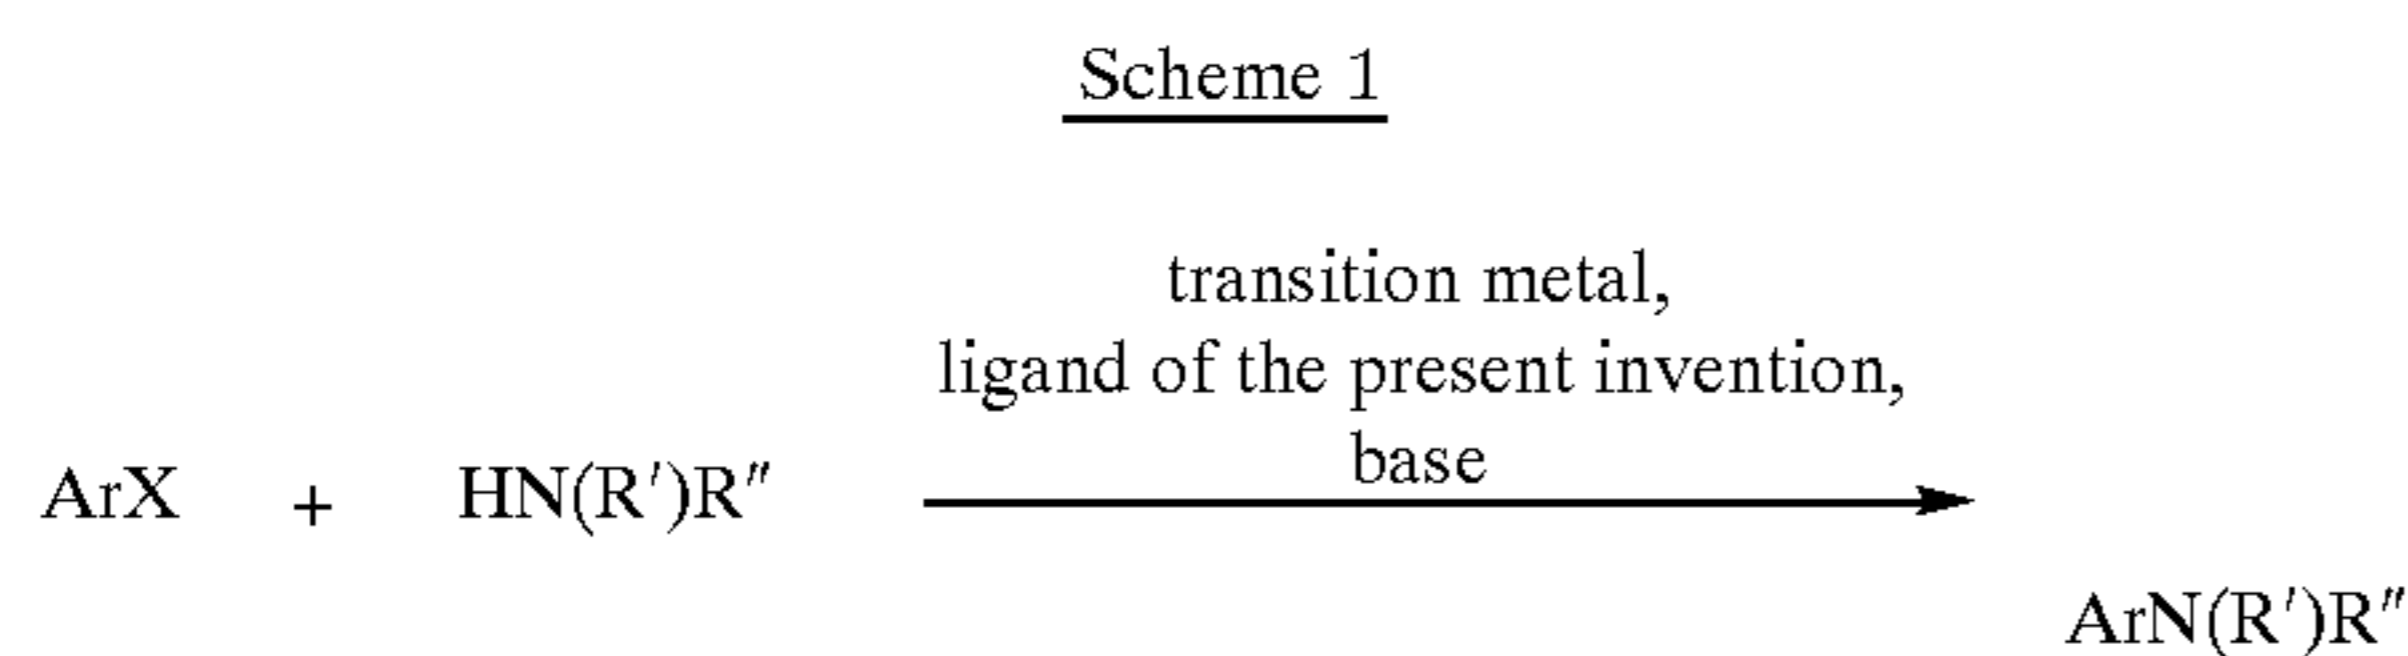 Scheme 1
transition metal,
ligand of the present invention,
base
ArX + HN(R′)R″
ArN(R′)R″